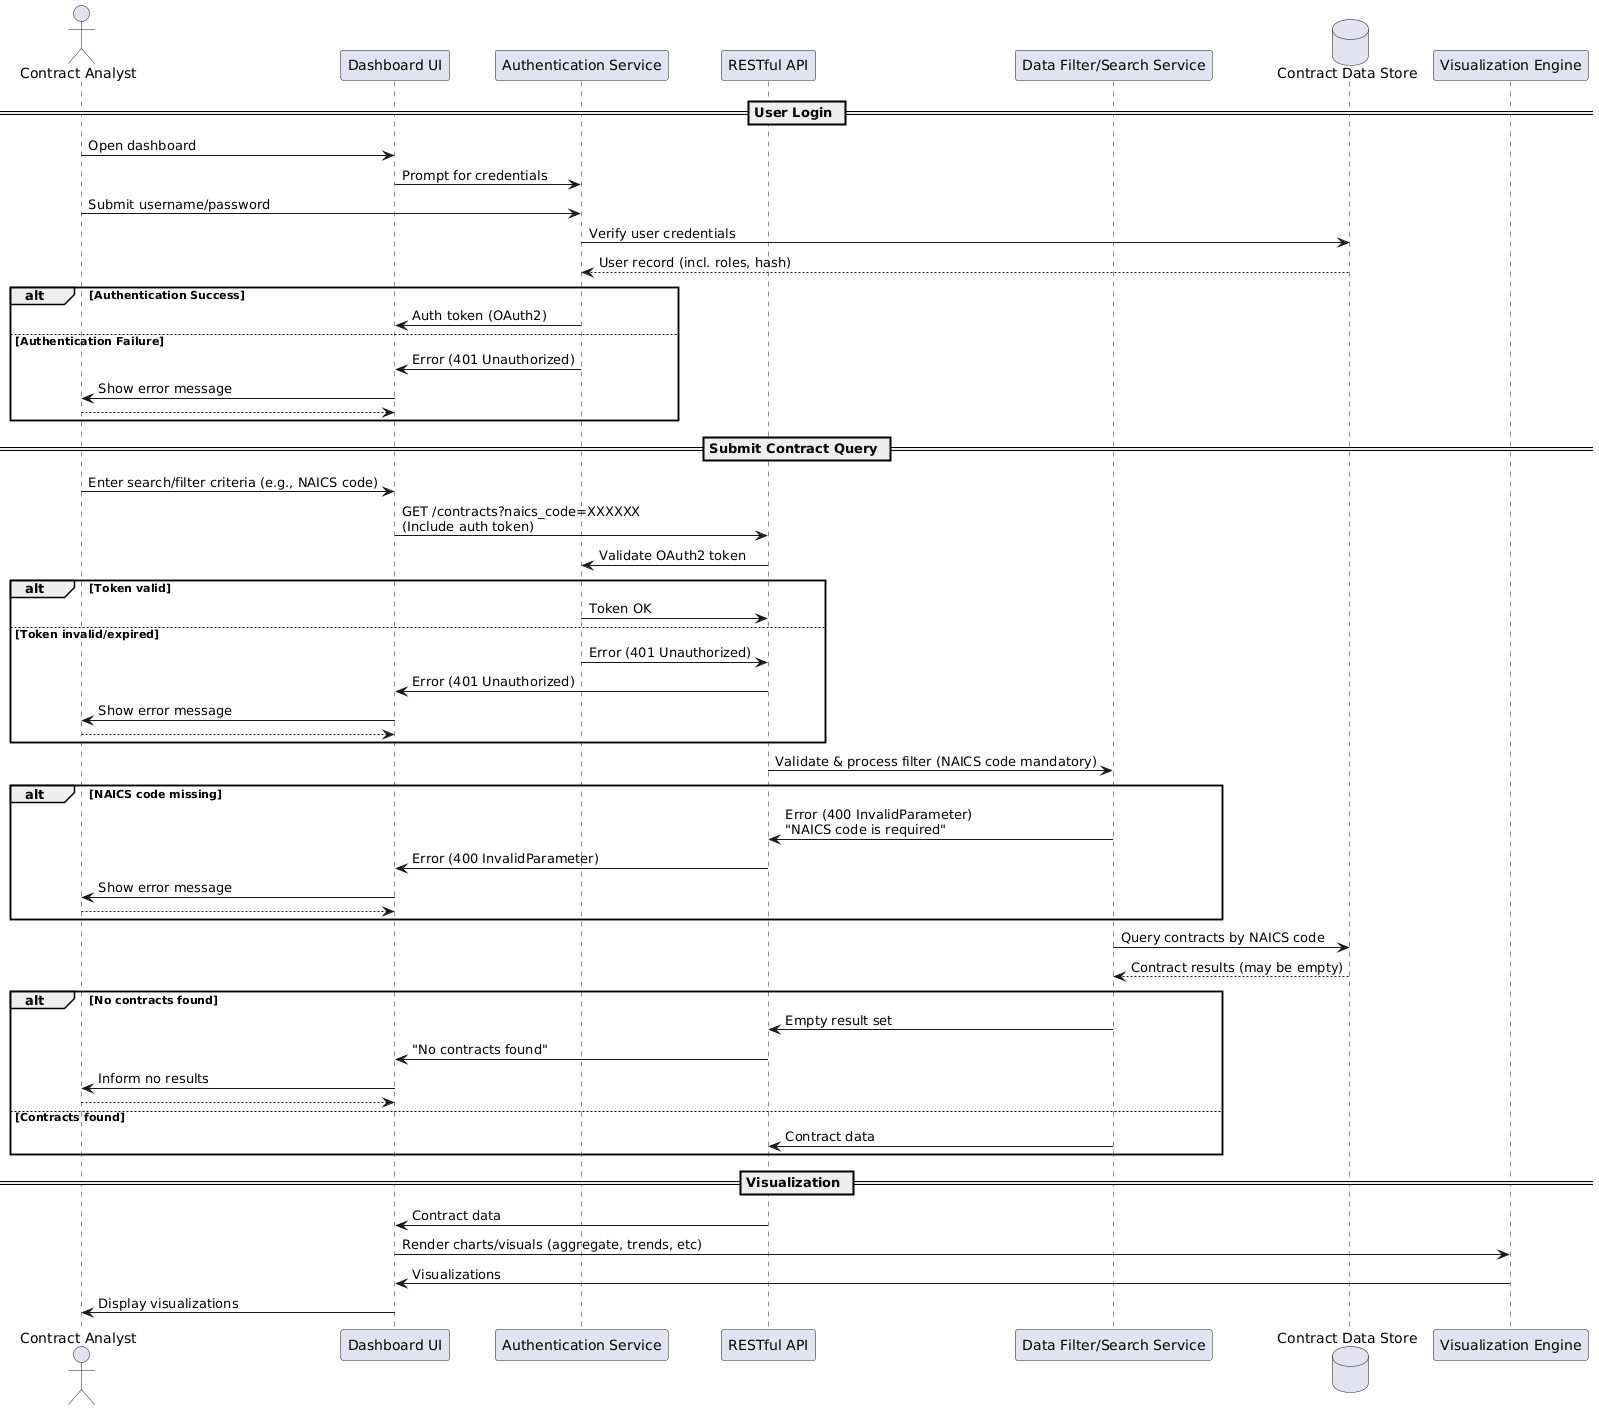 Contract Analyst
Dashboard UI
Authentication Service
RESTful API
Data Filter/Search Service
Contract Data Store
Visualization Engine
User Login
Open dashboard
Prompt for credentials
Submit username/password
Verify user credentials
User record (incl. roles, hash)
alt
[Authentication Success]
Auth token (OAuth2)
[Authentication Failure]
Error (401 Unauthorized)
Show error message
Submit Contract Query
Enter search/filter criteria (e.g., NAICS code)
GET /contracts?naics_code=XXXXXX
(Include auth token)
Validate OAuth2 token
alt
[Token valid]
Token OK
[Token invalid/expired]
Error (401 Unauthorized)
Error (401 Unauthorized)
Show error message
Validate & process filter (NAICS code mandatory)
alt
[NAICS code missing]
Error (400 InvalidParameter)
"NAICS code is required"
Error (400 InvalidParameter)
Show error message
Query contracts by NAICS code
Contract results (may be empty)
alt
[No contracts found]
Empty result set
"No contracts found"
Inform no results
[Contracts found]
Contract data
Visualization
Contract data
Render charts/visuals (aggregate, trends, etc)
Visualizations
Display visualizations
Contract Analyst
Dashboard UI
Authentication Service
RESTful API
Data Filter/Search Service
Contract Data Store
Visualization Engine